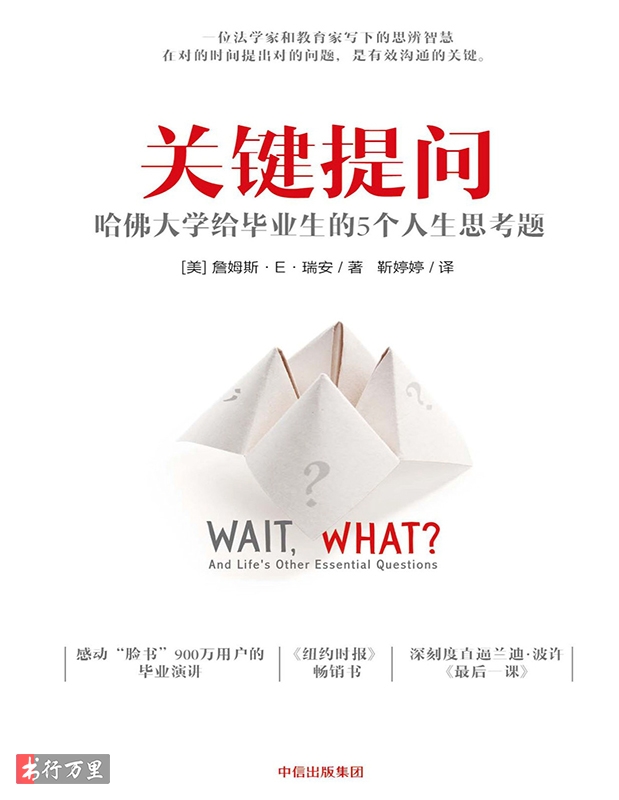 一位法学家和教育家写下的思辨智慧
在对的时间提出对的问题，是有效沟通的关键。
关键提问
哈佛大学给毕业生的5个人生思考题
[美] 詹姆斯·E·瑞安 / 著 靳婷婷 / 译
?
?
?
WAIT, WHAT?
And Life's Other Essential Questions
感动“脸书”900万用户的
毕业演讲
《纽约时报》
畅销书
深刻度直逼兰迪·波许
《最后一课》
书行万里
中信出版集团